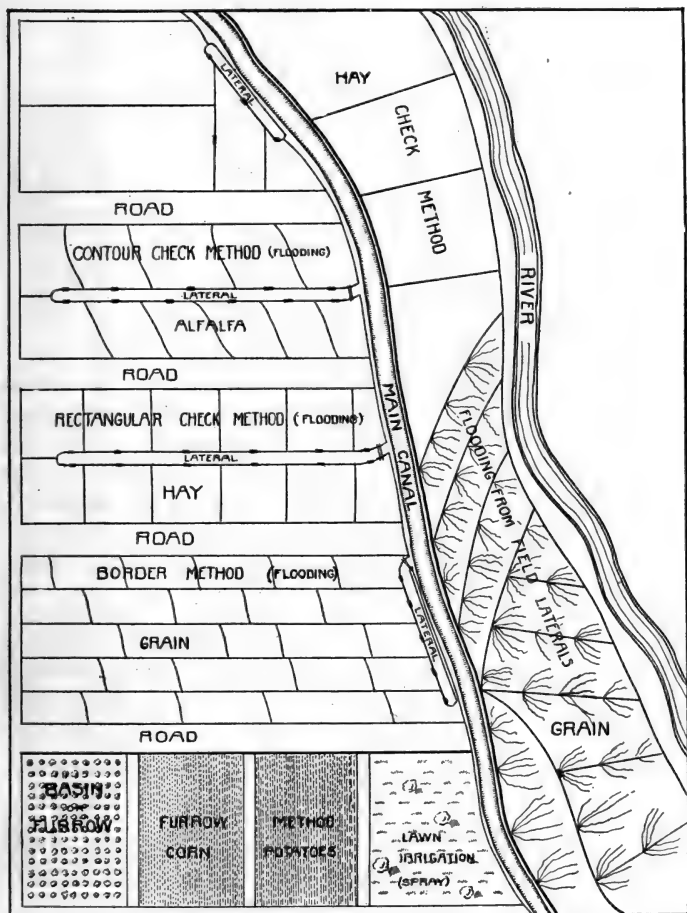 LATERAL
HAY
CHECK
METHOD
RIVER
ROAD
CONTOUR CHECK METHOD (FLOODING)
LATERAL
ALFALFA
ROAD
MAIN CANAL
RECTANGULAR CHECK METHOD (FLOODING)
LATERAL
HAY
FLOODING FROM FIELD LATERALS
ROAD
BORDER METHOD (FLOODING)
LATERAL
GRAIN
GRAIN
ROAD
BASIN
OR
FURROW
FURROW
CORN
METHOD
POTATOES
LAWN
IRRIGATION
(SPRAY)